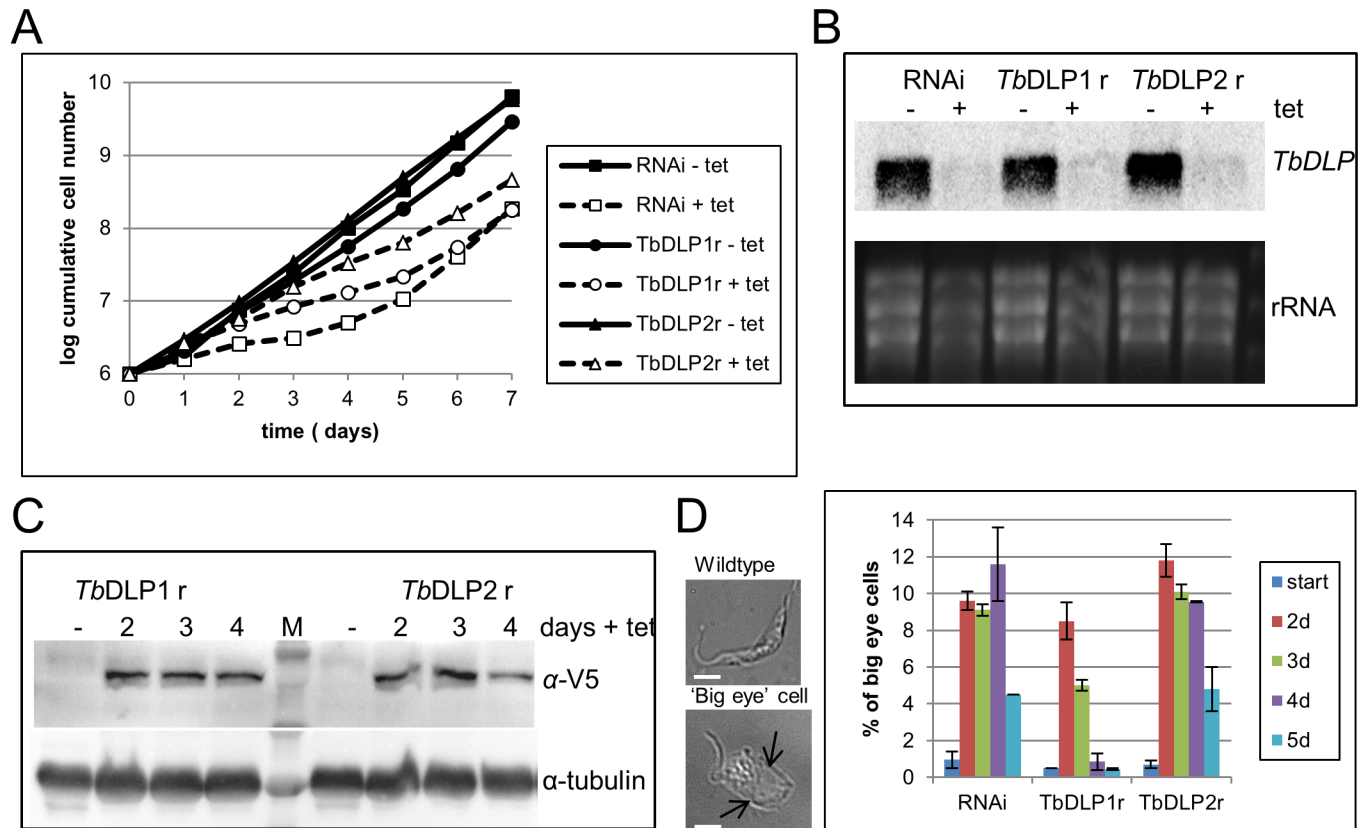 A
10
9
8
7
6
0 1 2 3 4 5 6 7
log cumulative cell number
time ( days)
RNAi - tet
RNAi + tet
TbDLP1r - tet
TbDLP1r + tet
TbDLP2r - tet
TbDLP2r + tet
B
RNAi TbDLP1 r TbDLP2 r
- + - + - + tet
TbDLP
rRNA
C
TbDLP1 r TbDLP2 r
- 2 3 4 M - 2 3 4 days + tet
α-V5
α-tubulin
D
Wildtype
'Big eye' cell
14
12
10
8
6
4
2
0
% of big eye cells
RNAi TbDLP1r TbDLP2r
start
2d
3d
4d
5d